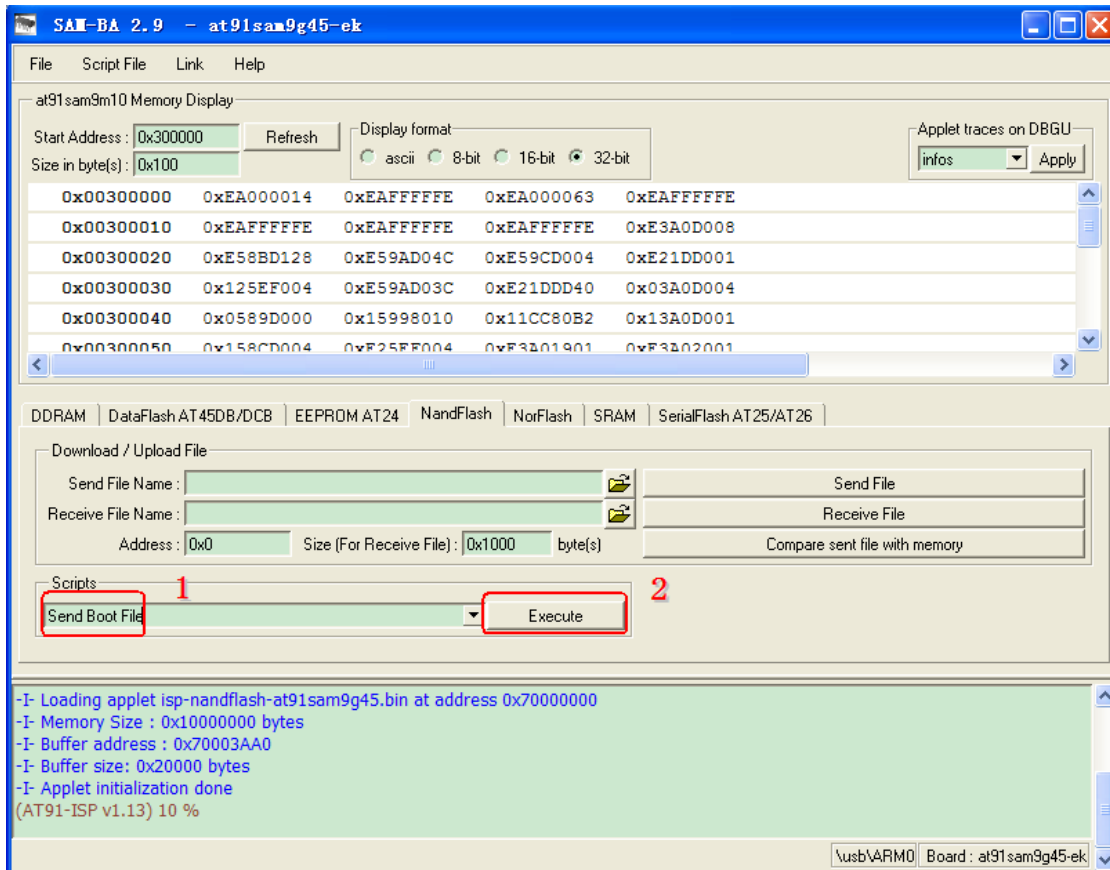 SAM-BA 2.9 - at91sam9g45-ek
File Script File Link Help
at91sam9m10 Memory Display
Start Address : 0x300000 Refresh
Size in byte(s) : 0x100
Display format
ascii 8-bit 16-bit 32-bit
Applet traces on DBGU
infos Apply
0x00300000 0xEA000014 0xEAFFFFFE 0xEA000063 0xEAFFFFFE
0x00300010 0xEAFFFFFE 0xEAFFFFFE 0xEAFFFFFE 0xE3A0D008
0x00300020 0xE58BD128 0xE59AD04C 0xE59CD004 0xE21DD001
0x00300030 0x125EF004 0xE59AD03C 0xE21DDD40 0x03A0D004
0x00300040 0x0589D000 0x15998010 0x11CC80B2 0x13A0D001
0x00300050 0x158CD004 0xE25EF004 0xE3A01901 0xE3A02001
DDRAM DataFlash AT45DB/DCB EEPROM AT24 NandFlash NorFlash SRAM SerialFlash AT25/AT26
Download / Upload File
Send File Name : Send File
Receive File Name : Receive File
Address : 0x0 Size (For Receive File) : 0x1000 byte(s) Compare sent file with memory
Scripts 1 2
Send Boot File Execute
-I- Loading applet isp-nandflash-at91sam9g45.bin at address 0x70000000
-I- Memory Size : 0x10000000 bytes
-I- Buffer address : 0x70003AA0
-I- Buffer size: 0x20000 bytes
-I- Applet initialization done
(AT91-ISP v1.13) 10 %
\usb\ARM0 Board : at91sam9g45-ek